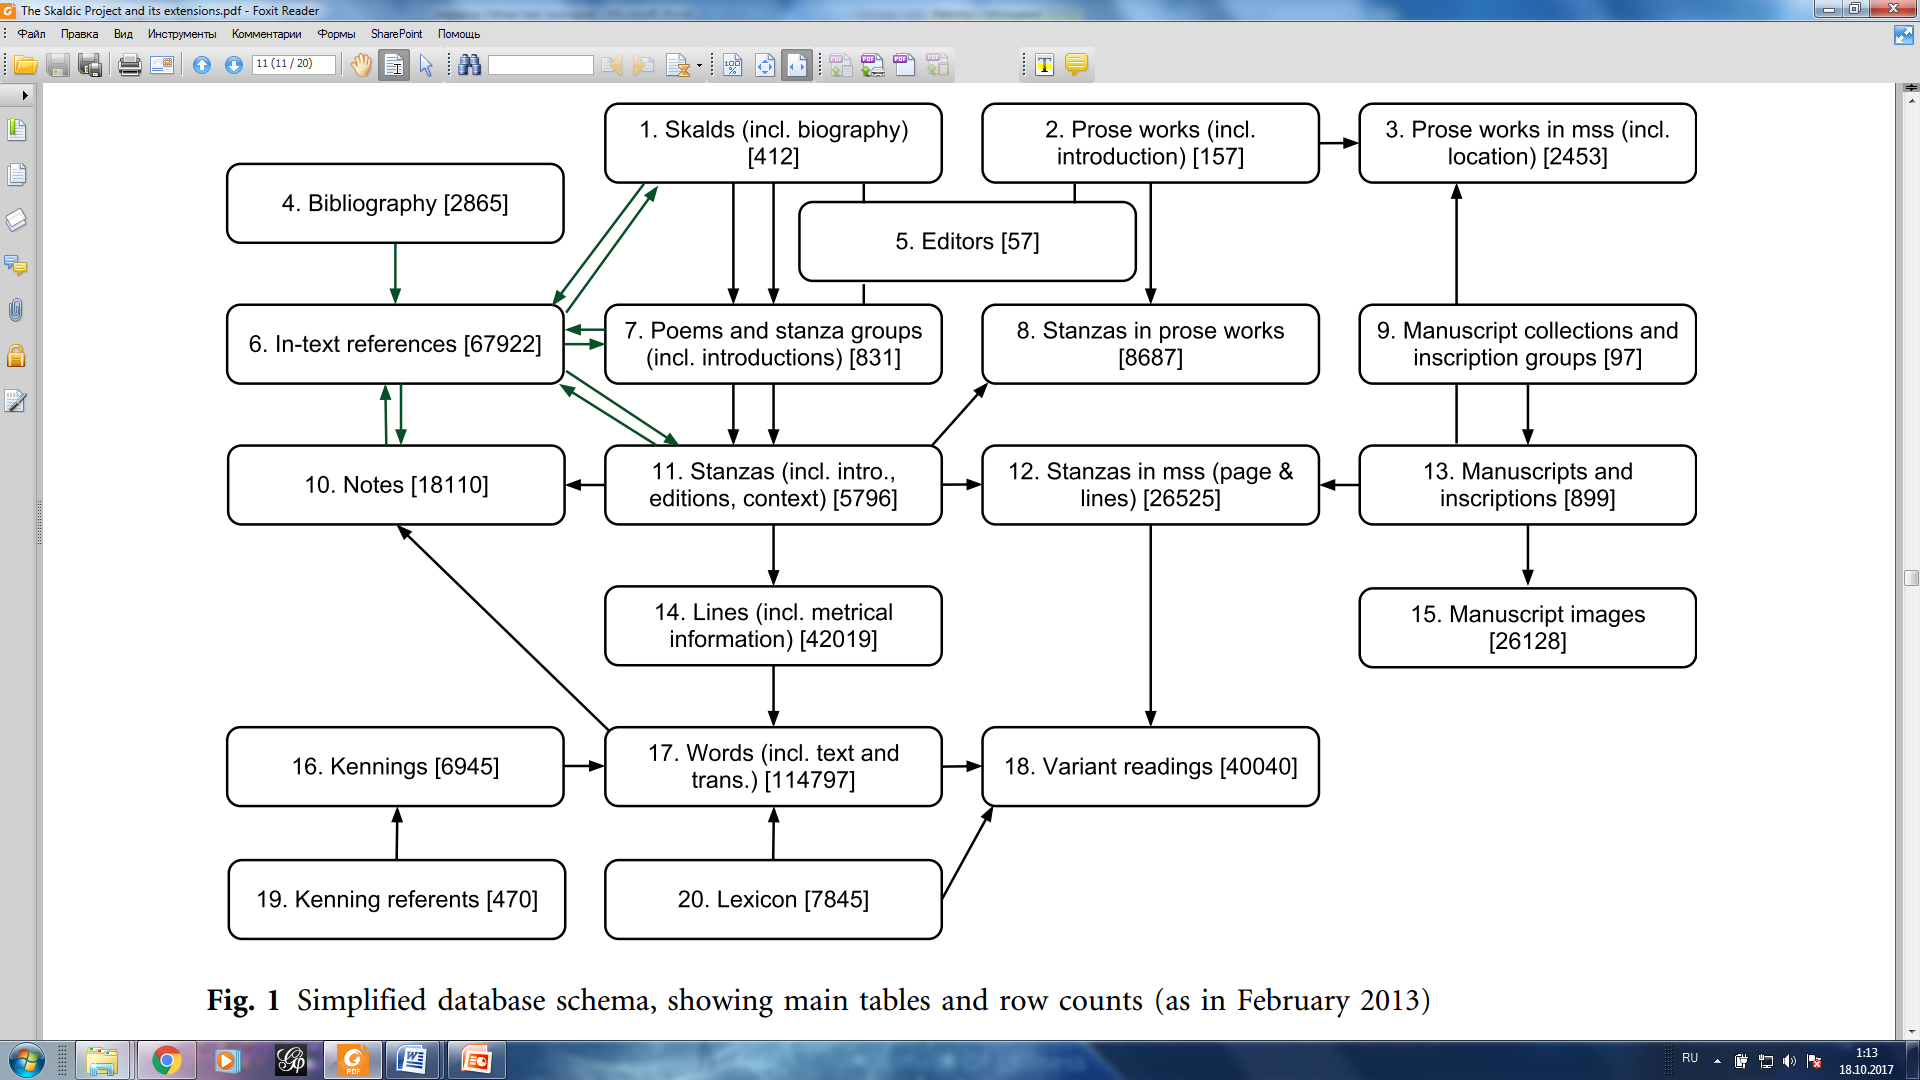 The Skaldic Project and its extensions.pdf - Foxit Reader
Файл Правка Вид Инструменты Комментарии Формы SharePoint Помощь
11 (11 / 20)
1. Skalds (incl. biography)
[412]
2. Prose works (incl.
introduction) [157]
3. Prose works in mss (incl.
location) [2453]
4. Bibliography [2865]
5. Editors [57]
6. In-text references [67922]
7. Poems and stanza groups
(incl. introductions) [831]
8. Stanzas in prose works
[8687]
9. Manuscript collections and
inscription groups [97]
10. Notes [18110]
11. Stanzas (incl. intro.,
editions, context) [5796]
12. Stanzas in mss (page &
lines) [26525]
13. Manuscripts and
inscriptions [899]
14. Lines (incl. metrical
information) [42019]
15. Manuscript images
[26128]
16. Kennings [6945]
17. Words (incl. text and
trans.) [114797]
18. Variant readings [40040]
19. Kenning referents [470]
20. Lexicon [7845]
Fig. 1 Simplified database schema, showing main tables and row counts (as in February 2013)
RU
1:13
18.10.2017